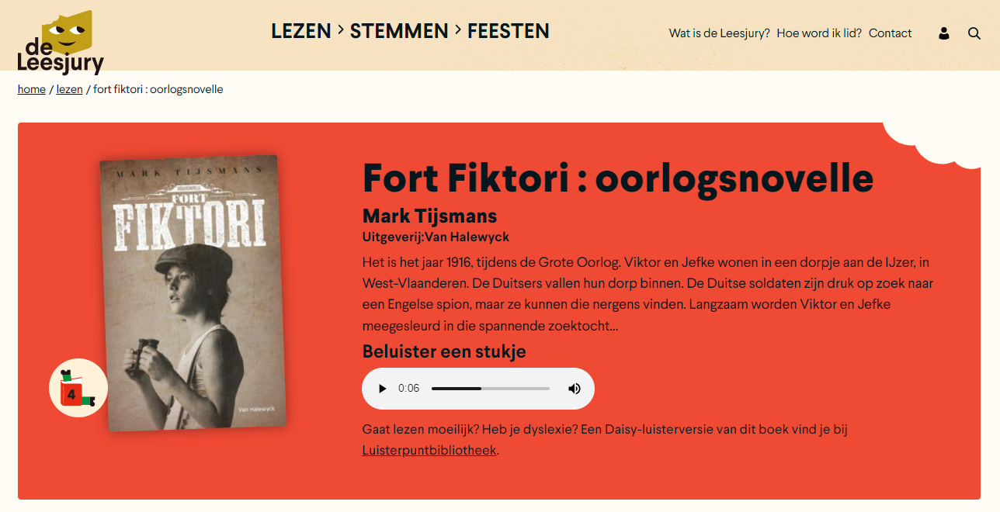 de
Leesjury
LEZEN › STEMMEN › FEESTEN
Wat is de Leesjury? Hoe word ik lid? Contact
home / lezen / fort fiktori : oorlogsnovelle
MARK TIJSMANS
OORLOGSNOVELLE
FORT
FIKTORI
Van Halewyck
4
Fort Fiktori : oorlogsnovelle
Mark Tijsmans
Uitgeverij:Van Halewyck
Het is het jaar 1916, tijdens de Grote Oorlog. Viktor en Jefke wonen in een dorpje aan de IJzer, in
West-Vlaanderen. De Duitsers vallen hun dorp binnen. De Duitse soldaten zijn druk op zoek naar
een Engelse spion, maar ze kunnen die nergens vinden. Langzaam worden Viktor en Jefke
meegesleurd in die spannende zoektocht...
Beluister een stukje
0:06
Gaat lezen moeilijk? Heb je dyslexie? Een Daisy-luisterversie van dit boek vind je bij
Luisterpuntbibliotheek.